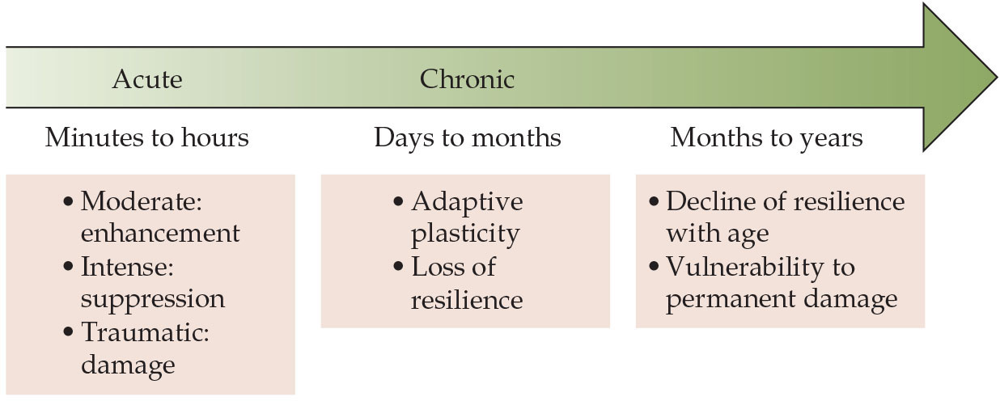 Acute
Chronic
Minutes to hours
Days to months
Months to years
• Moderate:
enhancement
• Intense:
suppression
• Traumatic:
damage
• Adaptive
plasticity
• Loss of
resilience
• Decline of resilience
with age
• Vulnerability to
permanent damage